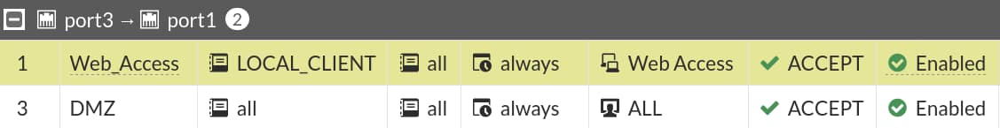 port3 → port1 2
1 Web_Access LOCAL_CLIENT all always Web Access ACCEPT Enabled
3 DMZ all all always ALL ACCEPT Enabled